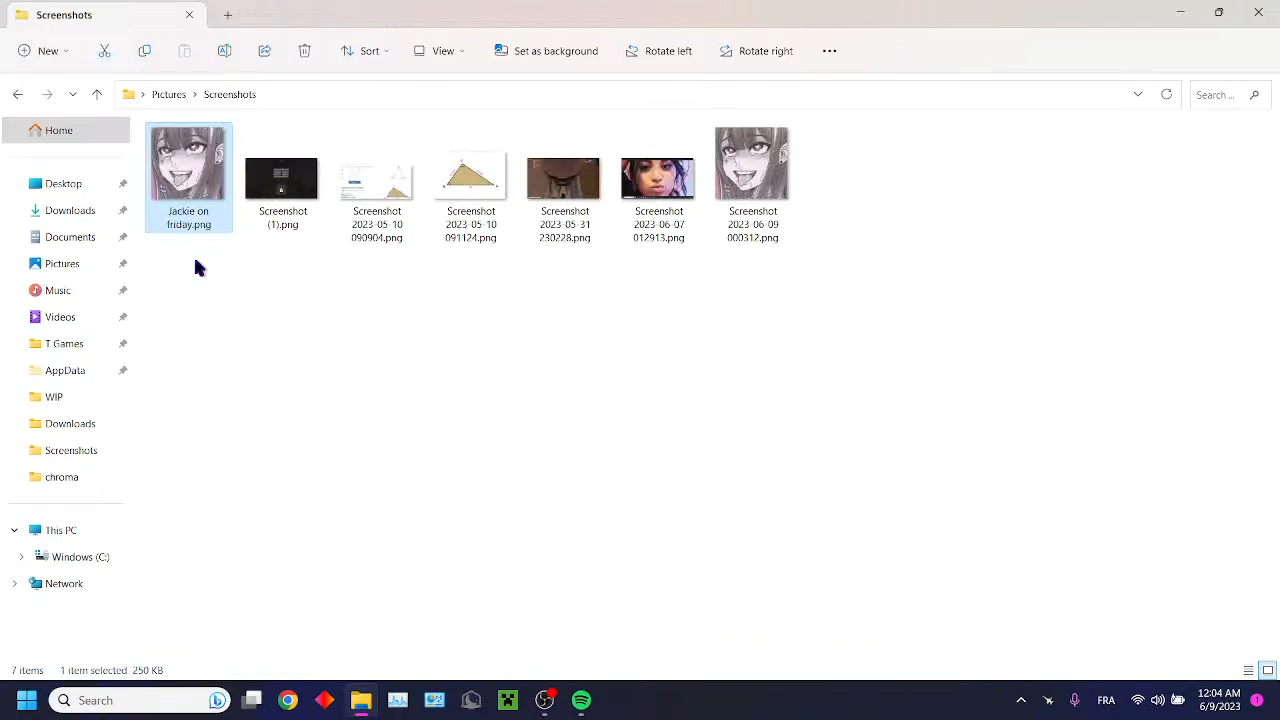 Screenshots
New
Sort
View
Set as background
Rotate left
Rotate right
Pictures
Screenshots
Search ...
Home
Desktop
Downloads
Documents
Pictures
Music
Videos
T Games
AppData
WIP
Downloads
Screenshots
chroma
This PC
Windows (C:)
Network
Jackie on
friday.png
Screenshot
(1).png
Screenshot
2023-05-10
090904.png
Screenshot
2023-05-10
091124.png
Screenshot
2023-05-31
230228.png
Screenshot
2023-06-07
012913.png
Screenshot
2023-06-09
000312.png
7 items
1 item selected 250 KB
Search
FRA
12:04 AM
6/9/2023
1